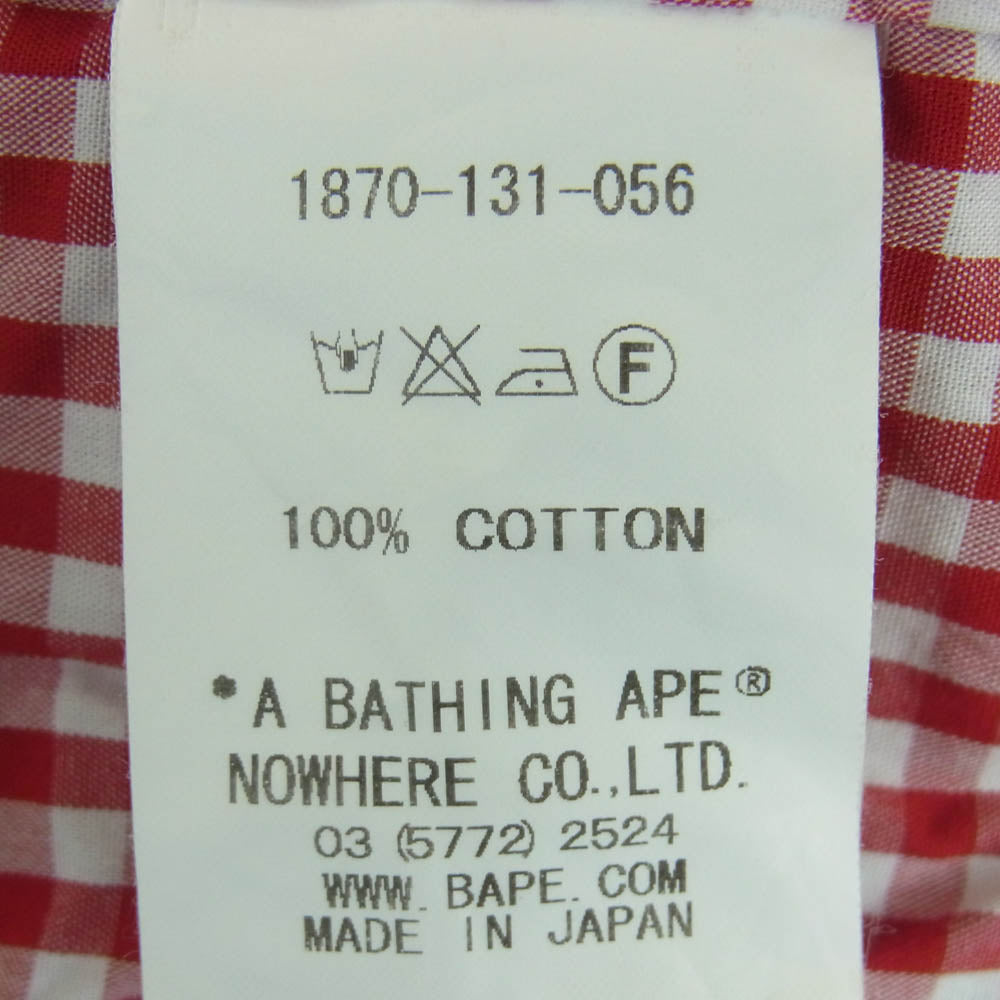 1870-131-056
F
100% COTTON
*A BATHING APE®
NOWHERE CO.,LTD.
03 (5772) 2524
WWW. BAPE. COM
MADE IN JAPAN